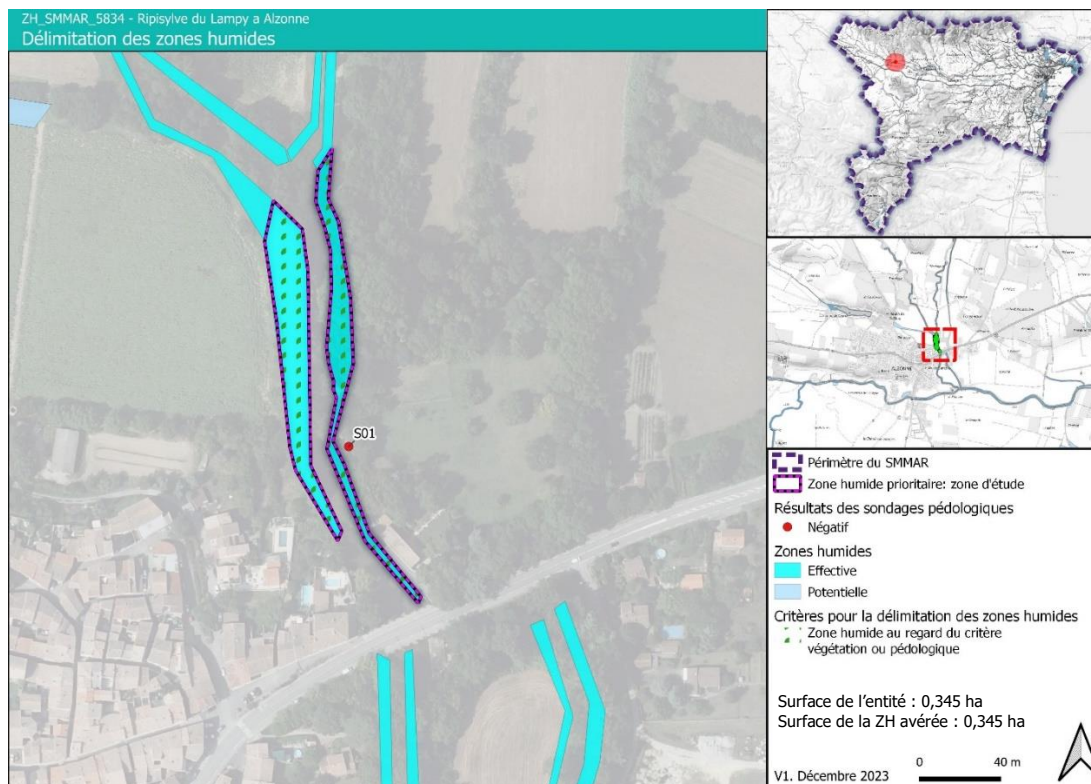 ZH_SMMAR_5834 - Ripisylve du Lampy a Alzonne
Délimitation des zones humides
S01
Périmètre du SMMAR
Zone humide prioritaire: zone d'étude
Résultats des sondages pédologiques
Négatif
Zones humides
Effective
Potentielle
Critères pour la délimitation des zones humides
Zone humide au regard du critère
végétation ou pédologique
Surface de l'entité : 0,345 ha
Surface de la ZH avérée : 0,345 ha
V1. Décembre 2023
0 40 m